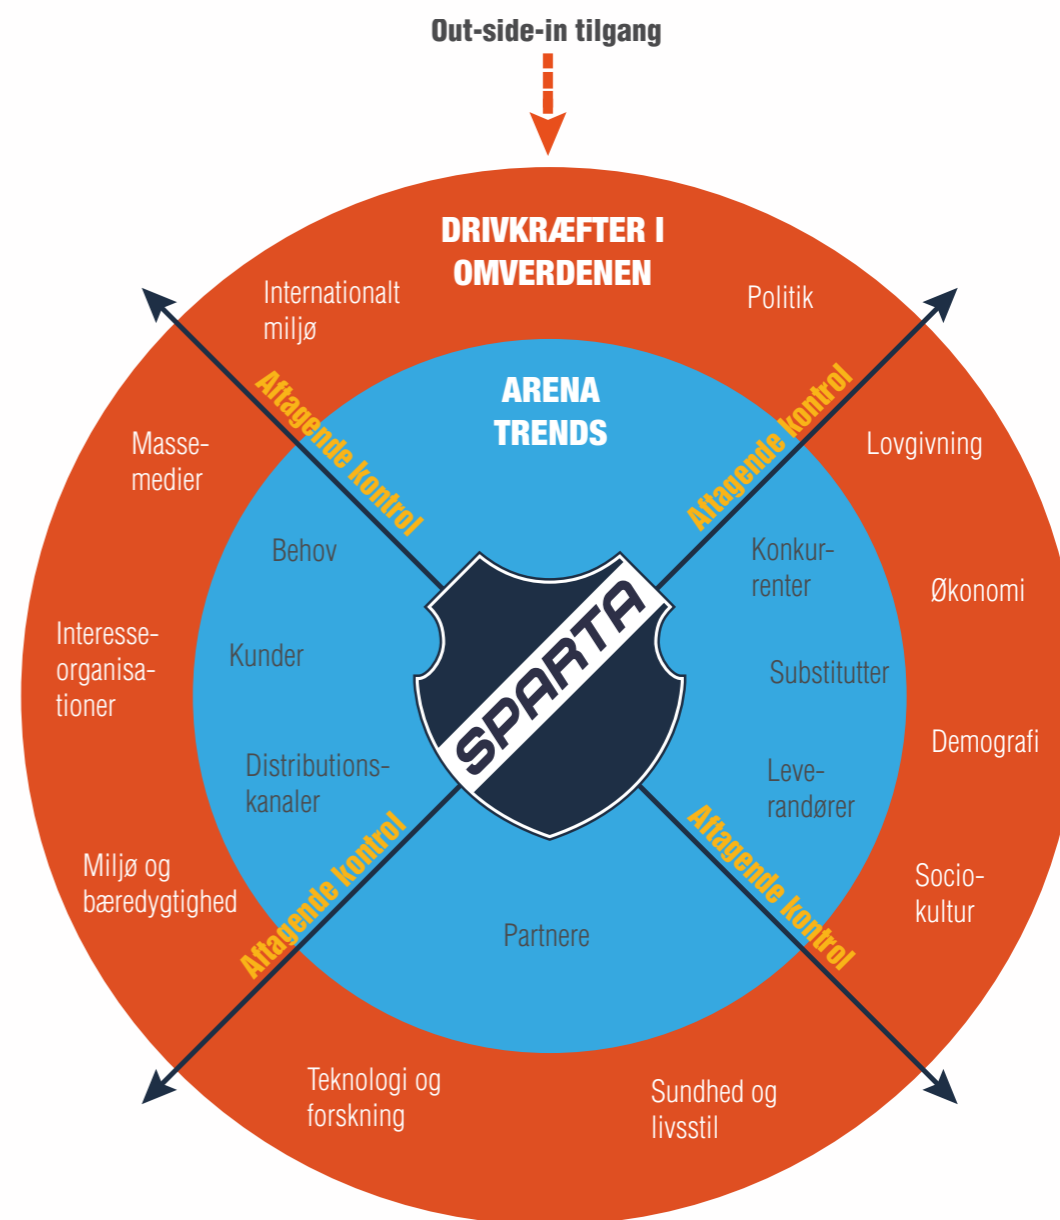 Out-side-in tilgang
DRIVKRÆFTER I
OMVERDENEN
Internationalt
miljø
Politik
Aftagende kontrol
Aftagende kontrol
ARENA
TRENDS
Masse-
medier
Lovgivning
Behov
Konkur-
renter
Økonomi
Interesse-
organisa-
tioner
Kunder
SPARTA
Substitutter
Demografi
Distributions-
kanaler
Leve-
randører
Miljø og
bæredygtighed
Aftagende kontrol
Aftagende kontrol
Socio-
kultur
Partnere
Teknologi og
forskning
Sundhed og
livsstil